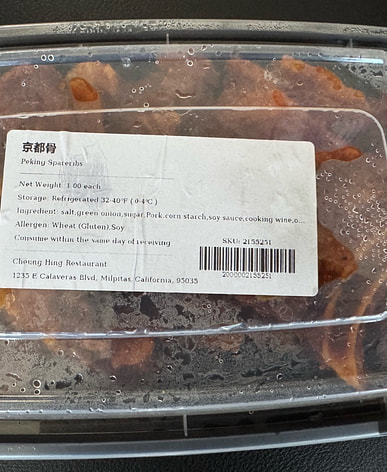 京都骨
Peking Spareribs
Net Weight: 1.00 each
Storage: Refrigerated 32-40°F ( 0-4°C )
Ingredient: salt,green onion,sugar,Pork,corn starch,soy sauce,cooking wine,o...
Allergen: Wheat (Gluten),Soy
Consume within the same day of receiving
SKU: 2155251
2000002155251
Cheung Hing Restaurant
1235 E Calaveras Blvd, Milpitas, California, 95035